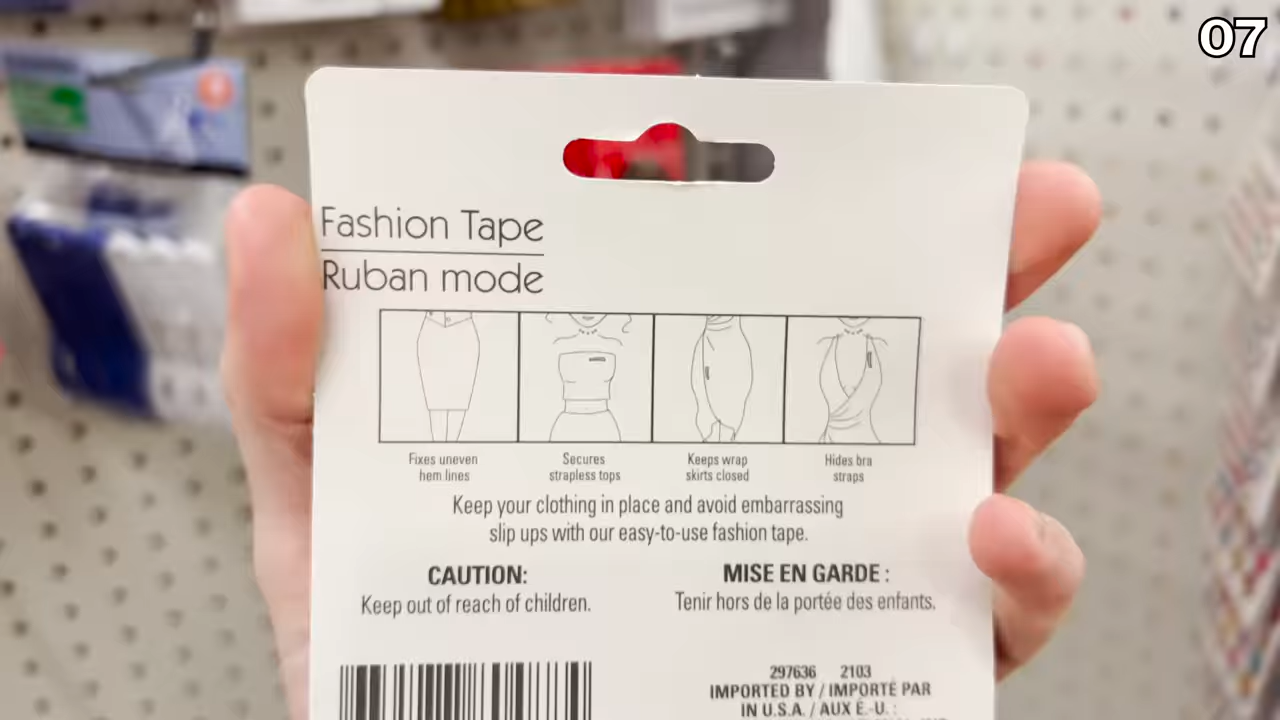 07
Fashion Tape
Ruban mode
Fixes uneven
hem lines
Secures
strapless tops
Keeps wrap
skirts closed
Hides bra
straps
Keep your clothing in place and avoid embarrassing
slip ups with our easy-to-use fashion tape.
CAUTION:
Keep out of reach of children.
MISE EN GARDE :
Tenir hors de la portée des enfants.
297636 2103
IMPORTED BY / IMPORTÉ PAR
IN U.S.A. / AUX É.-U. :